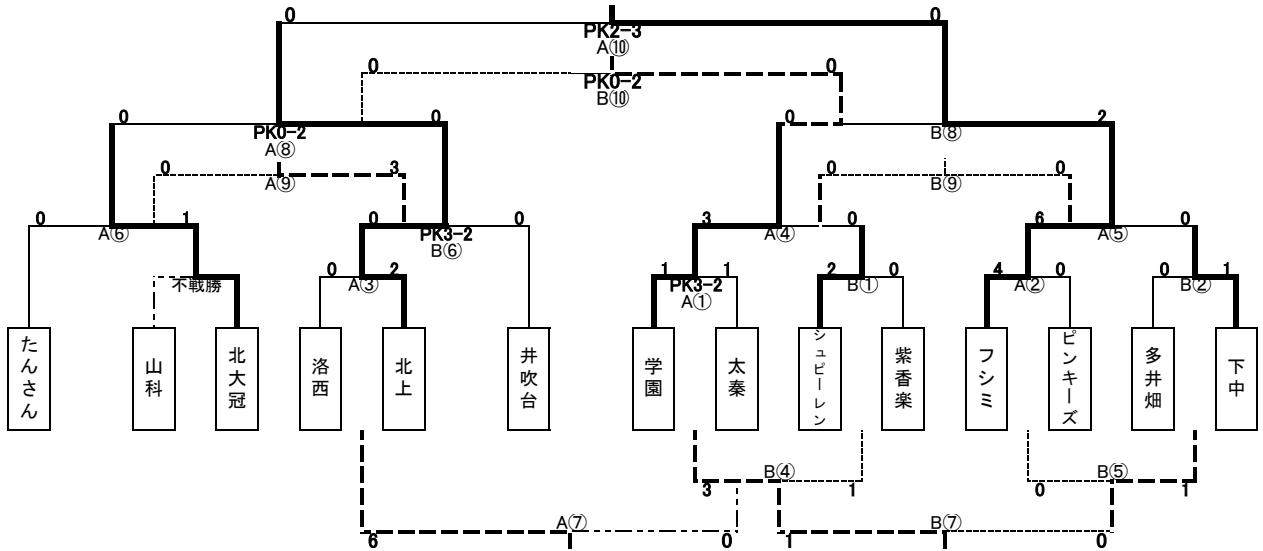 0 0
PK2-3
A⑩
0 0
PK0-2
B⑩
0 0 0 2
PK0-2 B⑧
A⑧
0 3 0 0
A⑨ B⑨
0 1 0 0 3 0 6 0
A⑥ PK3-2 A④ A⑤
B⑥
0 2 1 1 2 0 4 0 0 1
不戦勝 A③ PK3-2 B① A② B②
A①
たんさん 山科 北大冠 洛西 北上 井吹台 学園 太秦 シュピーレン 紫香楽 フシミ ピンキーズ 多井畑 下中
B④ B⑤
3 1 0 1
A⑦ B⑦
6 0 1 0